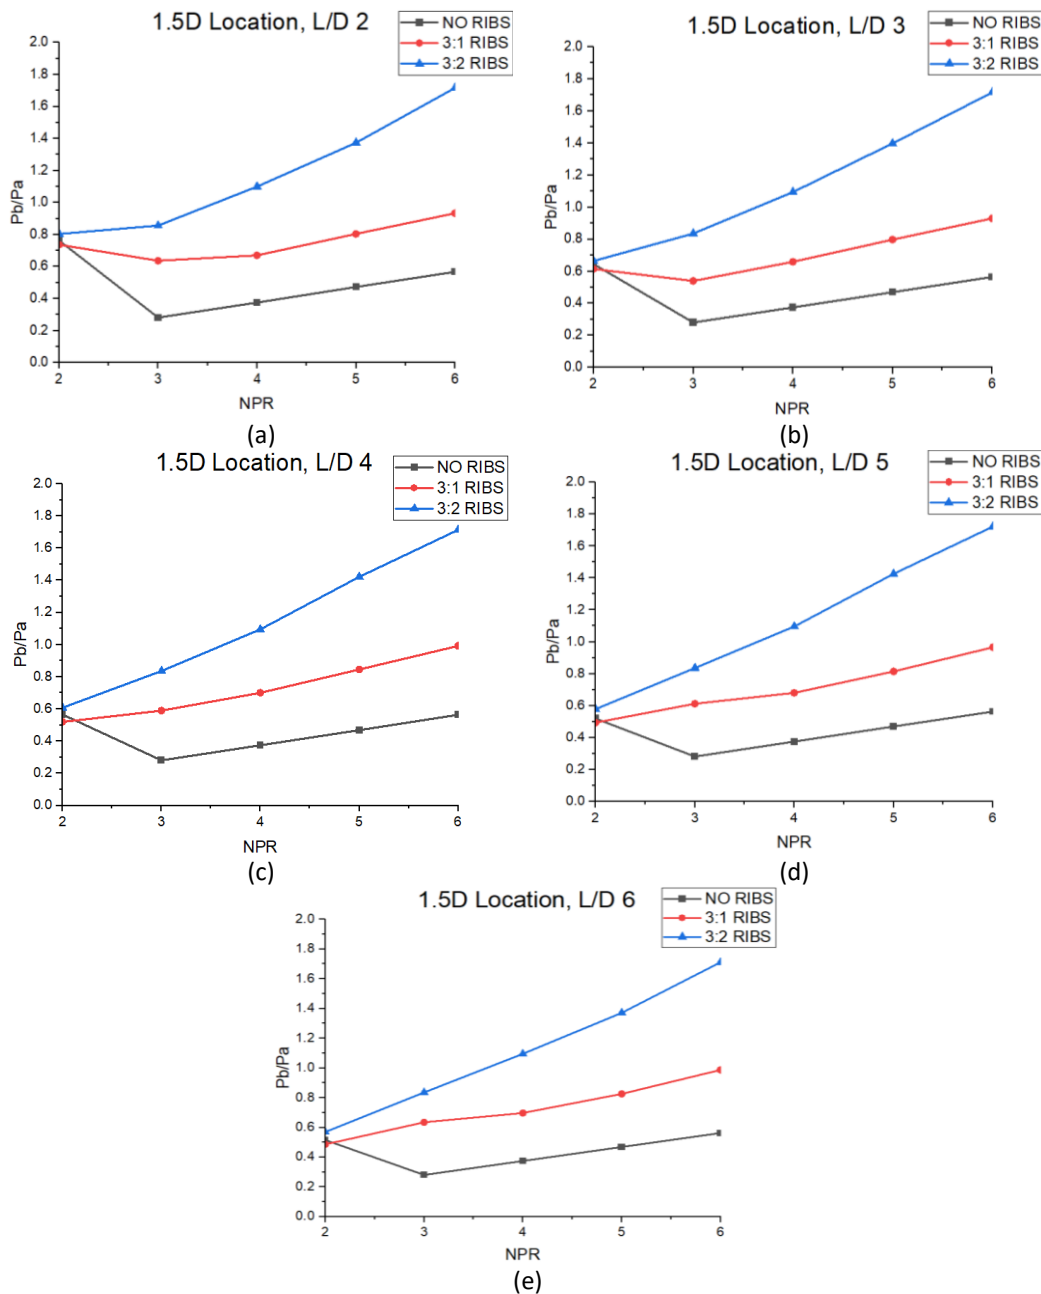 1.5D Location, L/D 2
NO RIBS
3:1 RIBS
3:2 RIBS
2.0
1.8
1.6
1.4
1.2
1.0
0.8
0.6
0.4
0.2
0.0
Pb/Pa
2 3 4 5 6
NPR
(a)
1.5D Location, L/D 3
NO RIBS
3:1 RIBS
3:2 RIBS
2.0
1.8
1.6
1.4
1.2
1.0
0.8
0.6
0.4
0.2
0.0
Pb/Pa
2 3 4 5 6
NPR
(b)
1.5D Location, L/D 4
NO RIBS
3:1 RIBS
3:2 RIBS
2.0
1.8
1.6
1.4
1.2
1.0
0.8
0.6
0.4
0.2
0.0
Pb/Pa
2 3 4 5 6
NPR
(c)
1.5D Location, L/D 5
NO RIBS
3:1 RIBS
3:2 RIBS
2.0
1.8
1.6
1.4
1.2
1.0
0.8
0.6
0.4
0.2
0.0
Pb/Pa
2 3 4 5 6
NPR
(d)
1.5D Location, L/D 6
NO RIBS
3:1 RIBS
3:2 RIBS
2.0
1.8
1.6
1.4
1.2
1.0
0.8
0.6
0.4
0.2
0.0
Pb/Pa
2 3 4 5 6
NPR
(e)